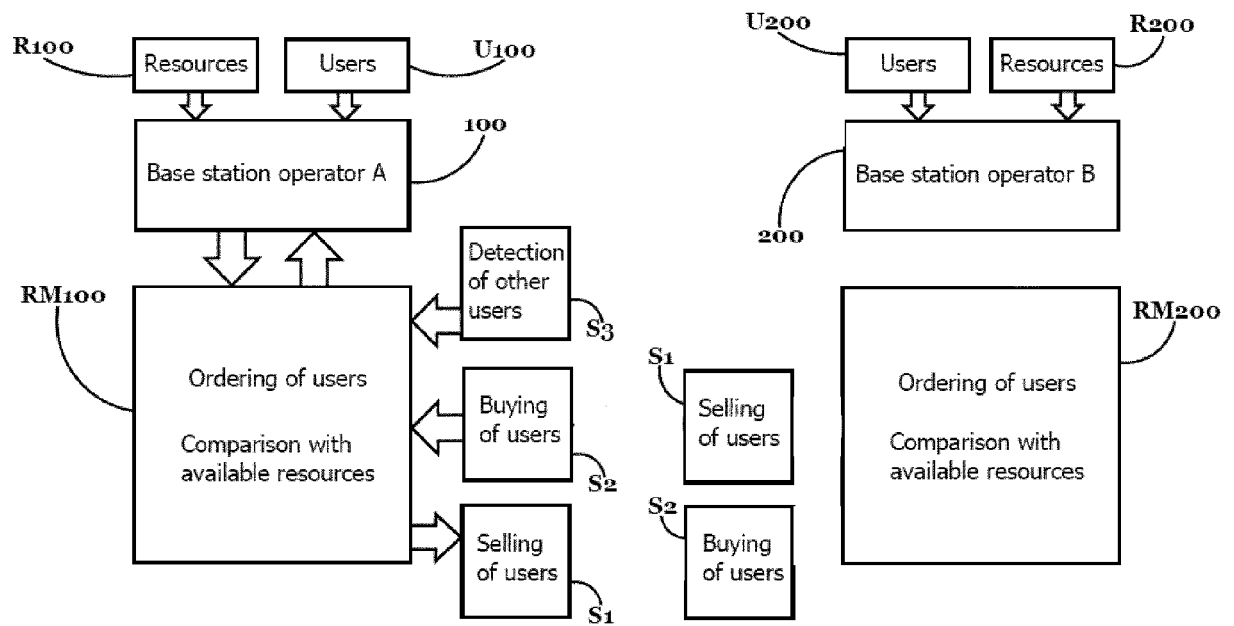 R100
Resources
Users
U100
U200
Users
Resources
R200
100
Base station operator A
Base station operator B
200
RM100
Ordering of users
Comparison with
available resources
Detection
of other
users
S3
Buying
of users
S2
Selling
of users
S1
S1
Selling
of users
S2
Buying
of users
RM200
Ordering of users
Comparison with
available resources